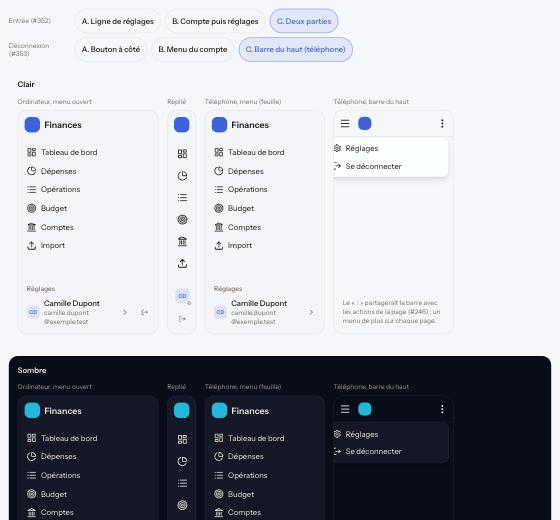 Entrée (#352)
A. Ligne de réglages
B. Compte puis réglages
C. Deux parties
Déconnexion
(#353)
A. Bouton à côté
B. Menu du compte
C. Barre du haut (téléphone)
Clair
Ordinateur, menu ouvert
Replié
Téléphone, menu (feuille)
Téléphone, barre du haut
Finances
Tableau de bord
Dépenses
Opérations
Budget
Comptes
Import
Réglages
CD
Camille Dupont
camille.dupont
@exemple.test
CD
Finances
Tableau de bord
Dépenses
Opérations
Budget
Comptes
Import
Réglages
CD
Camille Dupont
camille.dupont
@exemple.test
Réglages
Se déconnecter
Le « ⋮ » partagerait la barre avec
les actions de la page (#246) : un
menu de plus sur chaque page.
Sombre
Ordinateur, menu ouvert
Replié
Téléphone, menu (feuille)
Téléphone, barre du haut
Finances
Tableau de bord
Dépenses
Opérations
Budget
Comptes
Finances
Tableau de bord
Dépenses
Opérations
Budget
Comptes
Réglages
Se déconnecter